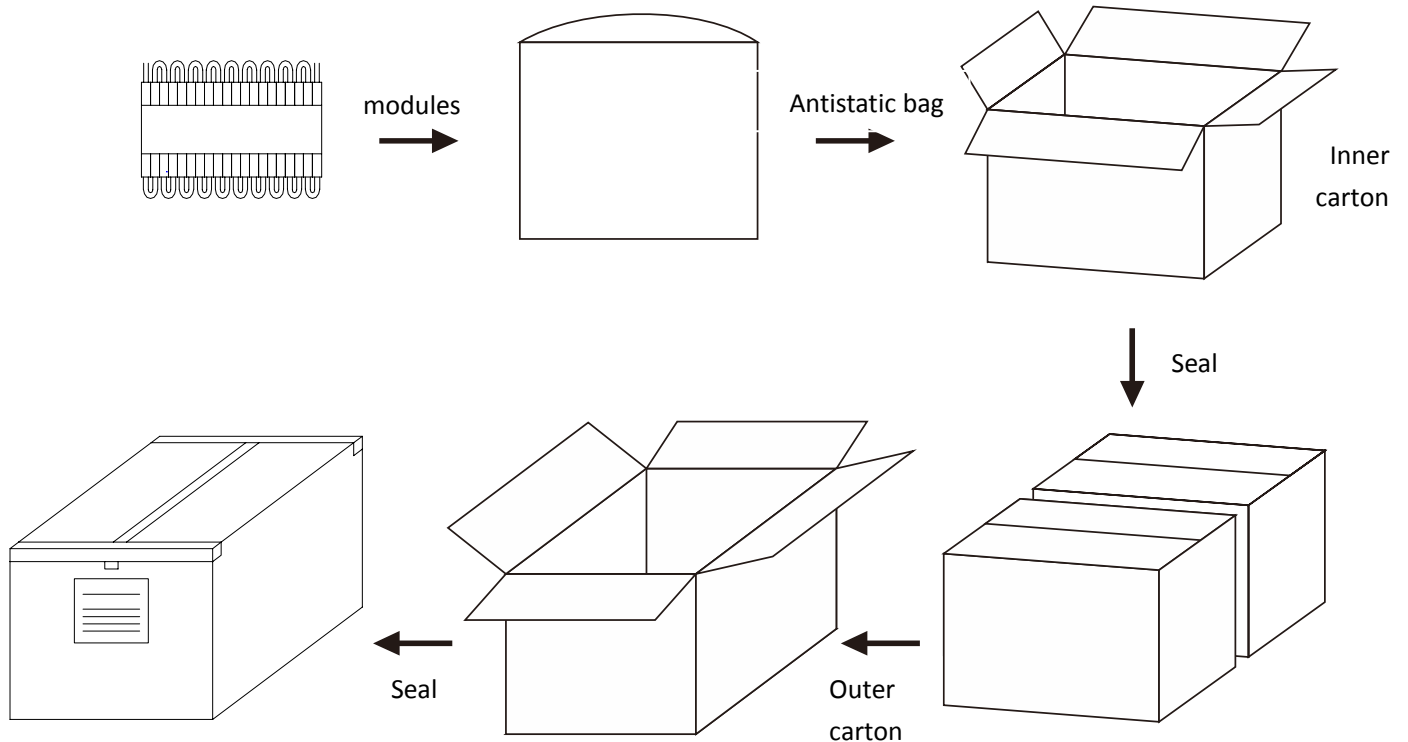 modules
Antistatic bag
Inner
carton
Seal
Outer
carton
Seal